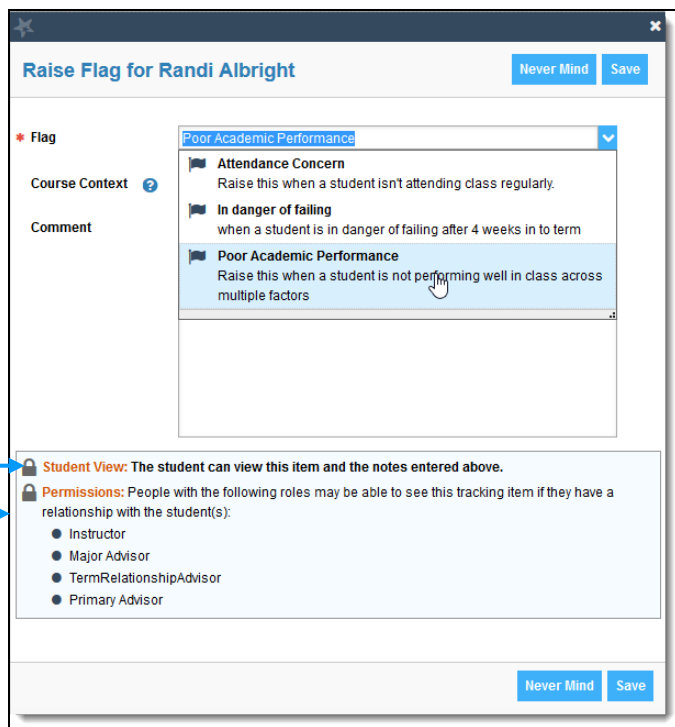 Raise Flag for Randi Albright
Never Mind
Save
* Flag
Poor Academic Performance
Attendance Concern
Raise this when a student isn't attending class regularly.
Course Context ?
In danger of failing
when a student is in danger of failing after 4 weeks in to term
Comment
Poor Academic Performance
Raise this when a student is not performing well in class across
multiple factors
Student View: The student can view this item and the notes entered above.
Permissions: People with the following roles may be able to see this tracking item if they have a
relationship with the student(s):
Instructor
Major Advisor
TermRelationshipAdvisor
Primary Advisor
Never Mind
Save